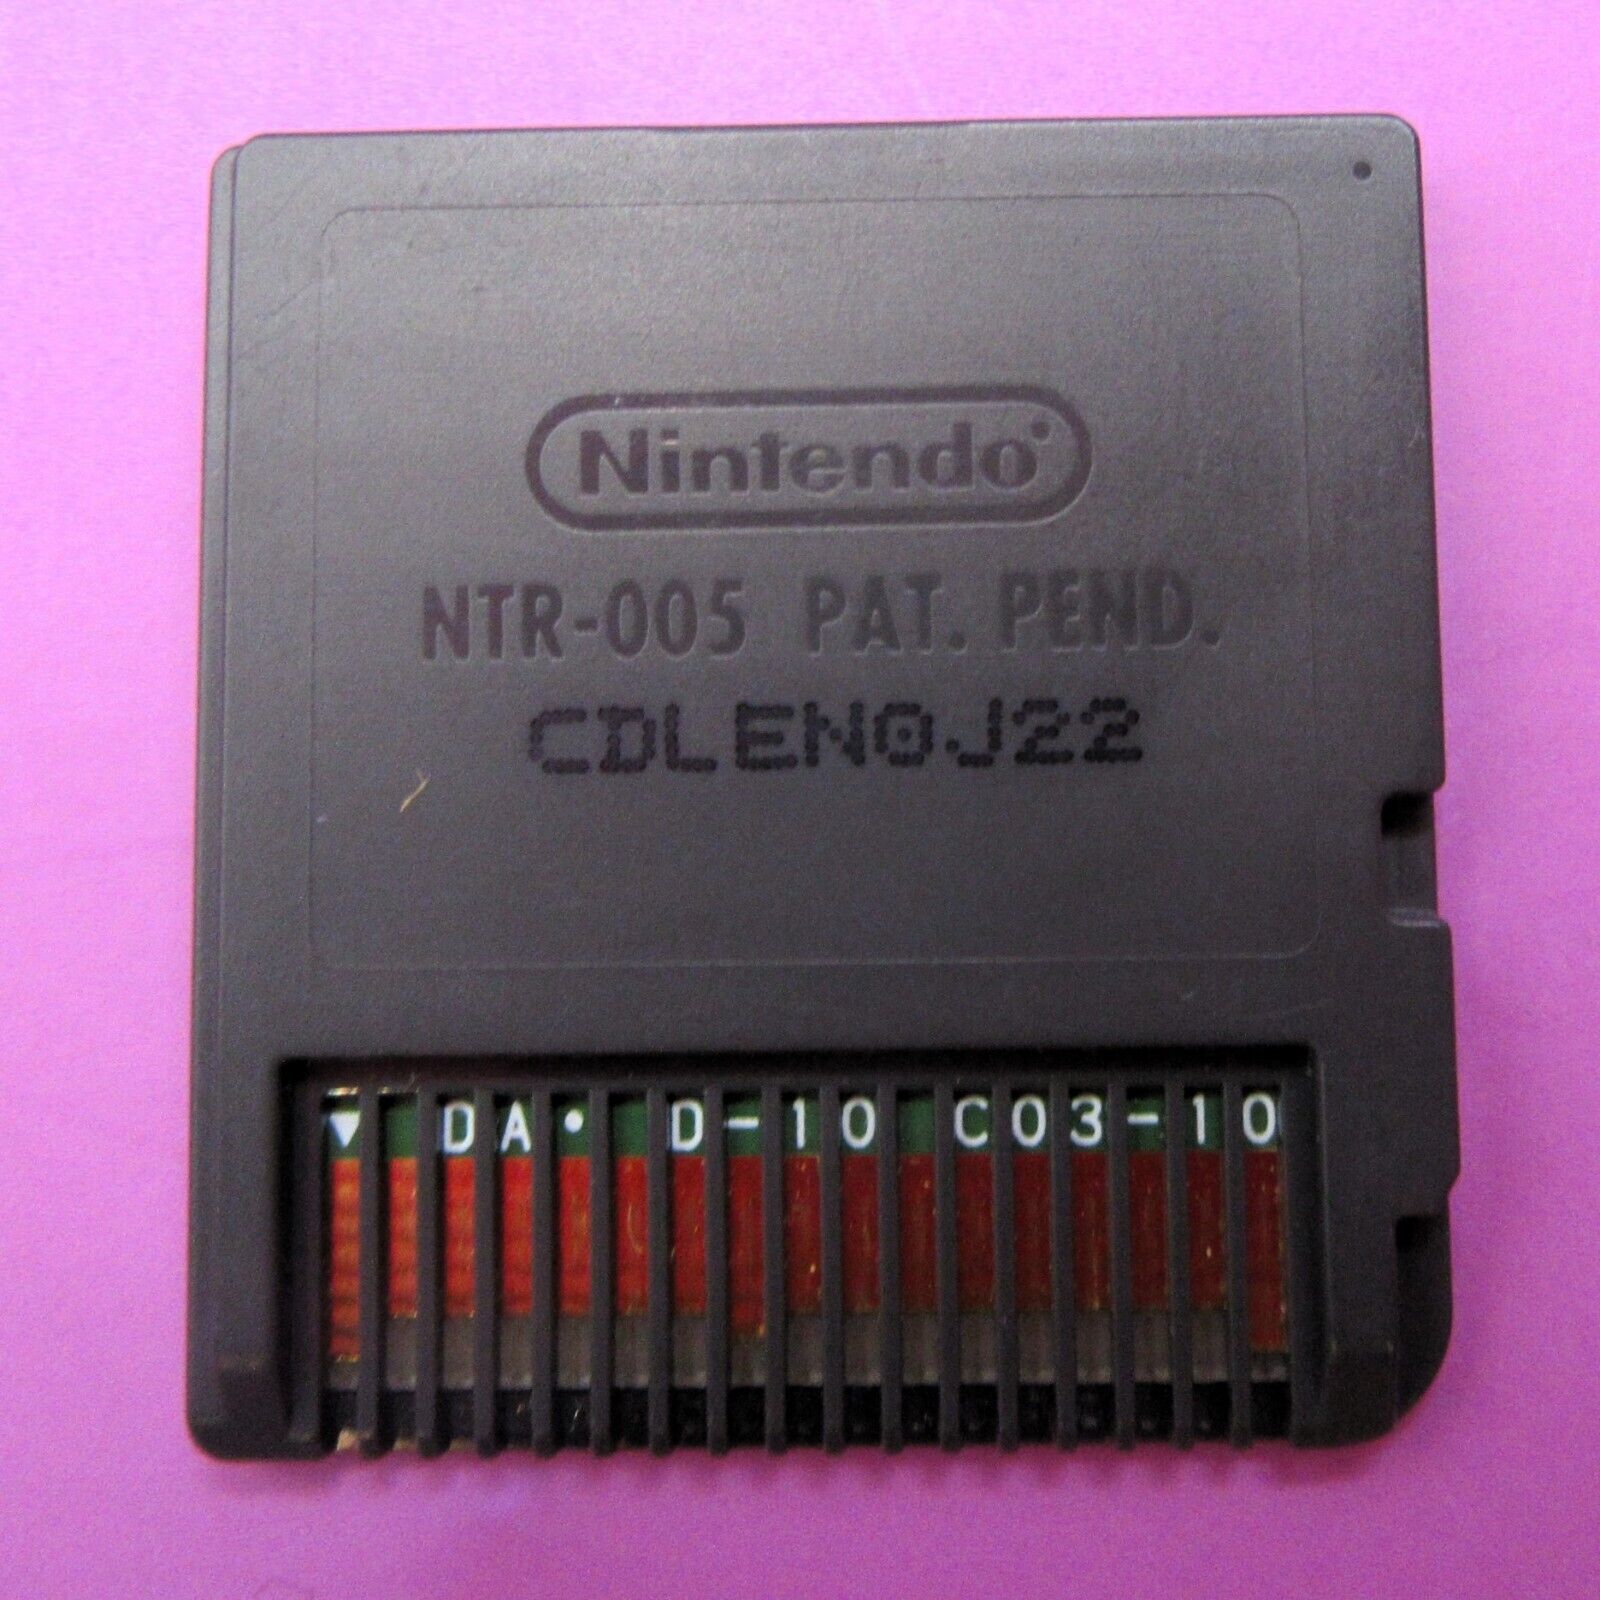 Nintendo
NTR-005 PAT. PEND.
CDLEN0J22
▼ DA• D-10 C03-10